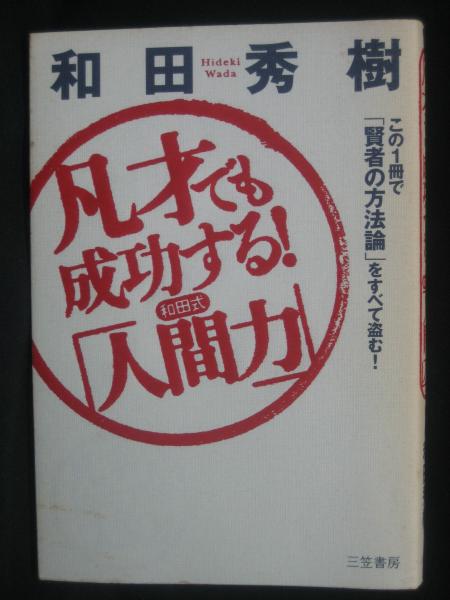 和田秀樹
Hideki
Wada
この1冊で
「賢者の方法論」をすべて盗む!
凡才でも
成功する!
和田式
「人間力」
三笠書房